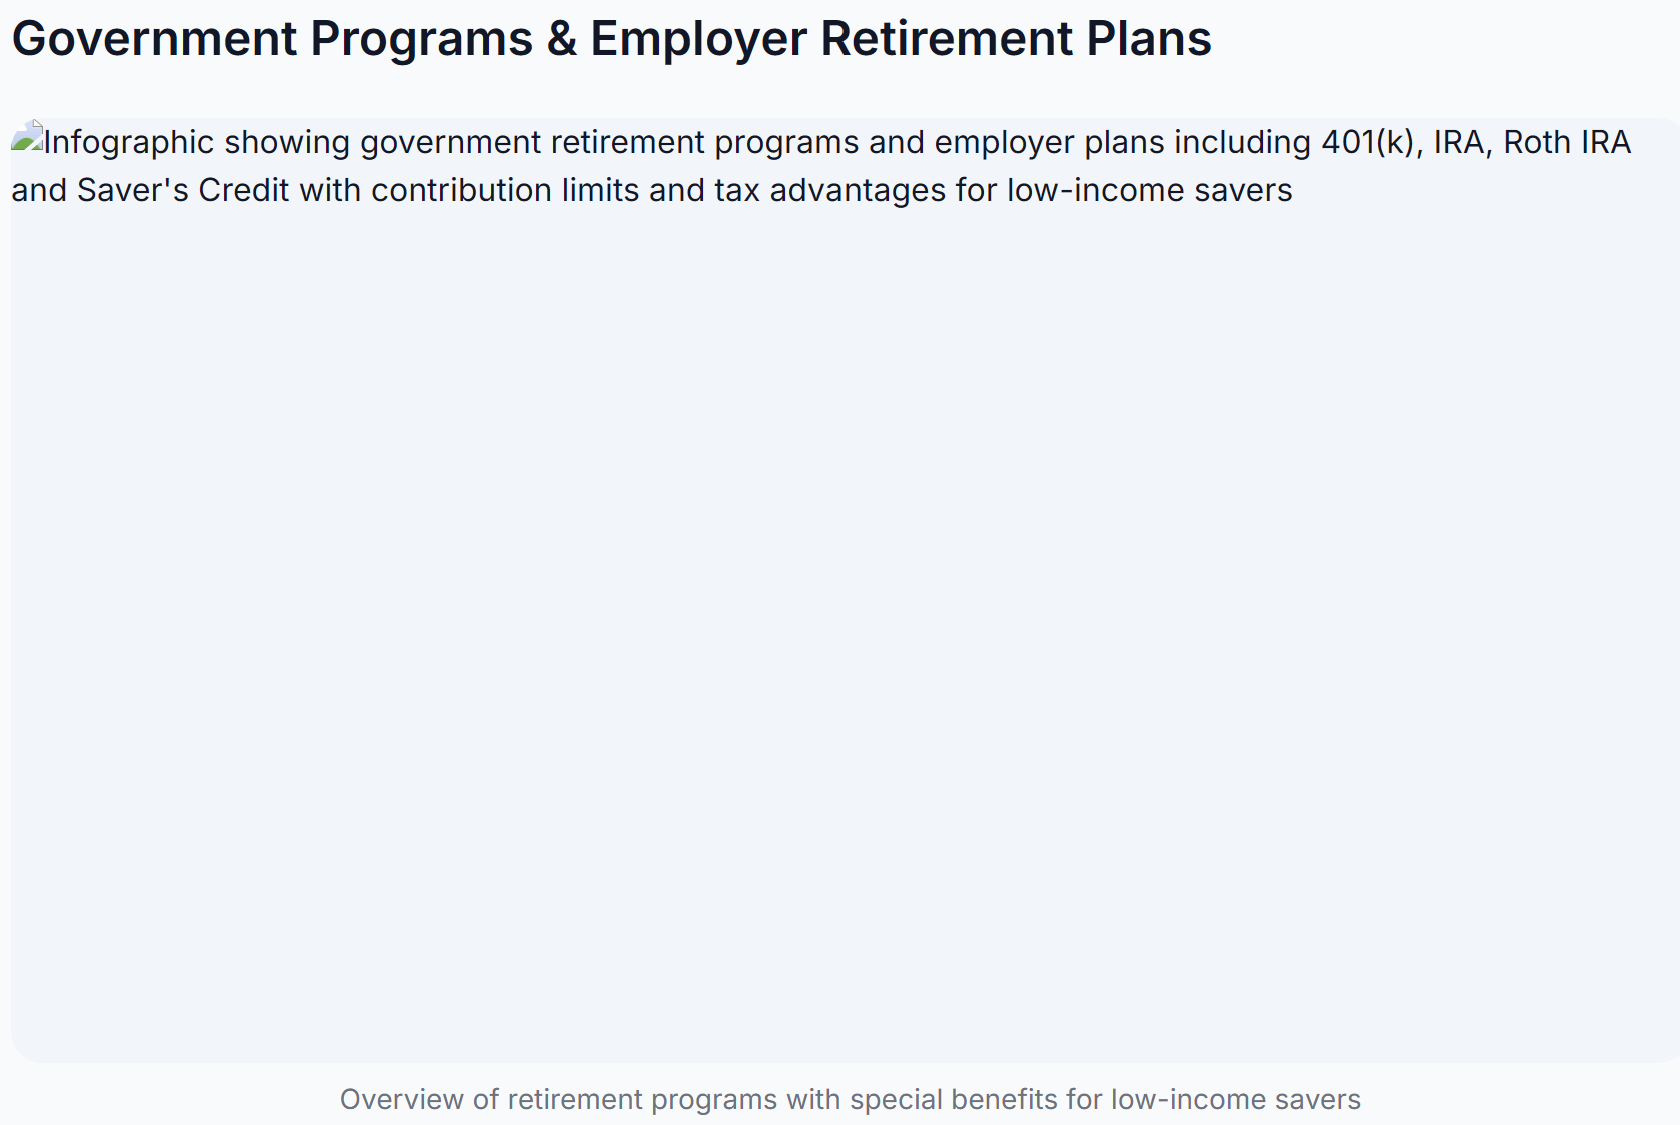 Government Programs & Employer Retirement Plans
Infographic showing government retirement programs and employer plans including 401(k), IRA, Roth IRA
and Saver's Credit with contribution limits and tax advantages for low-income savers
Overview of retirement programs with special benefits for low-income savers